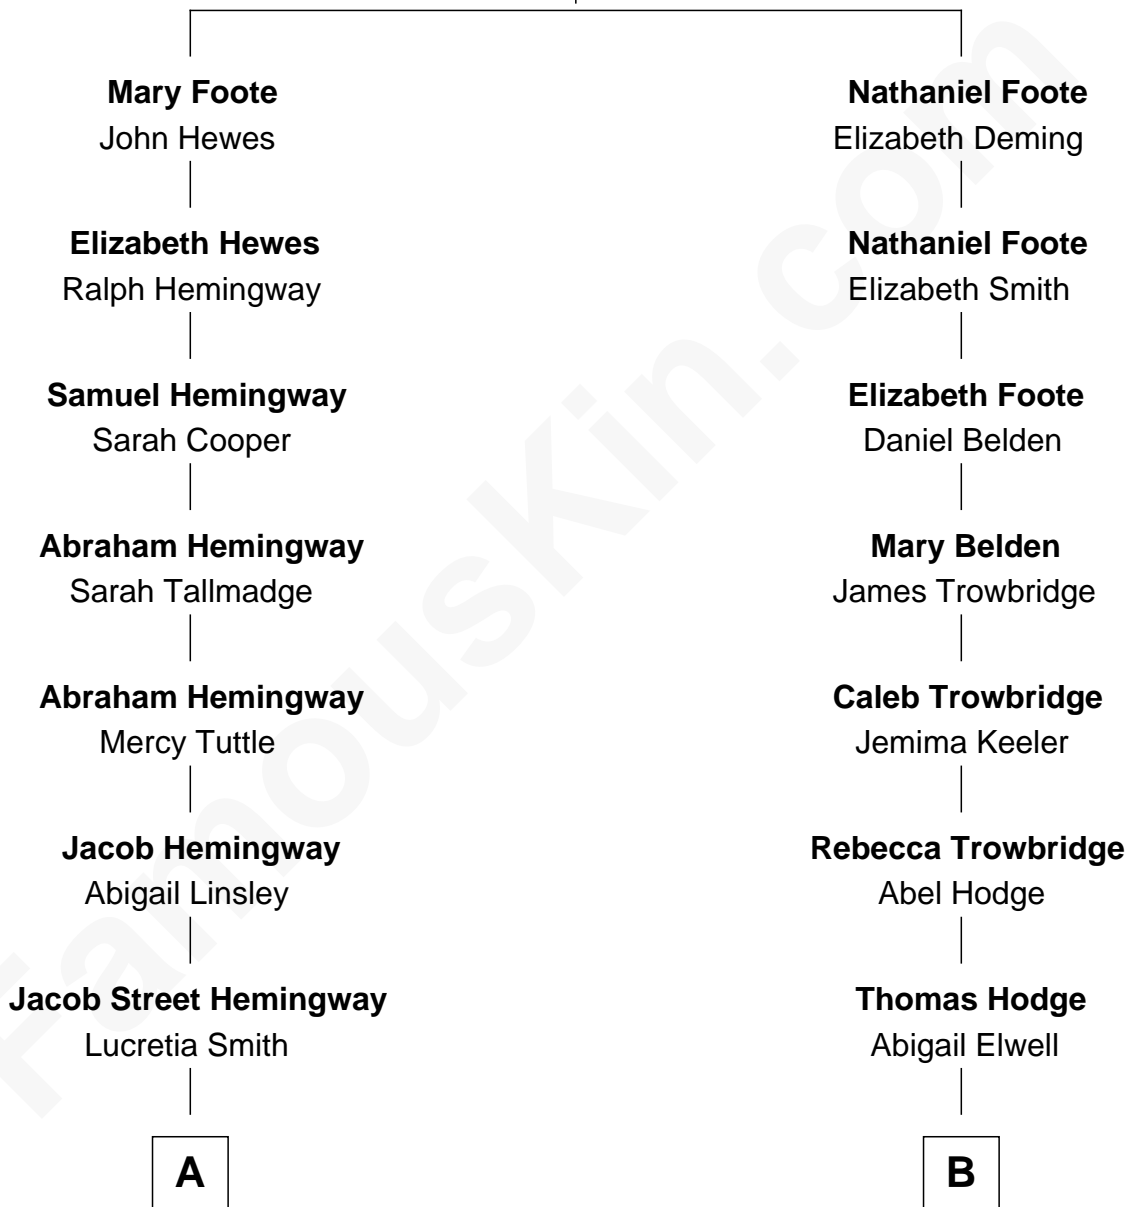 Mary Foote
John Hewes
Nathaniel Foote
Elizabeth Deming
Elizabeth Hewes
Ralph Hemingway
Nathaniel Foote
Elizabeth Smith
Samuel Hemingway
Sarah Cooper
Elizabeth Foote
Daniel Belden
Abraham Hemingway
Sarah Tallmadge
Mary Belden
James Trowbridge
Abraham Hemingway
Mercy Tuttle
Caleb Trowbridge
Jemima Keeler
Jacob Hemingway
Abigail Linsley
Rebecca Trowbridge
Abel Hodge
Jacob Street Hemingway
Lucretia Smith
Thomas Hodge
Abigail Elwell
A
B
FamousKin.com